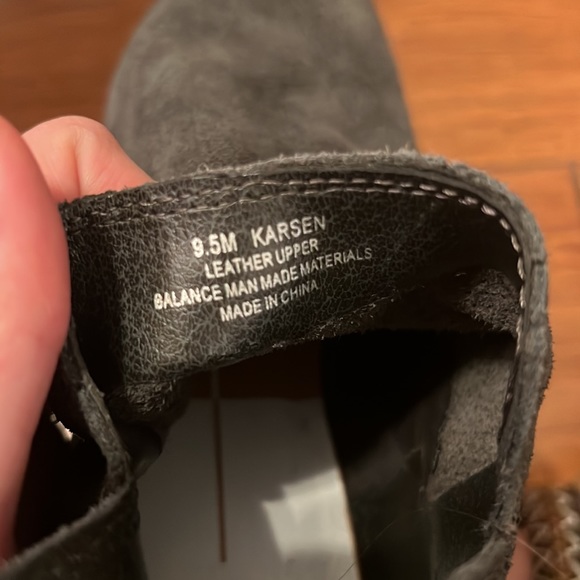 9.5M KARSEN
LEATHER UPPER
BALANCE MAN MADE MATERIALS
MADE IN CHINA